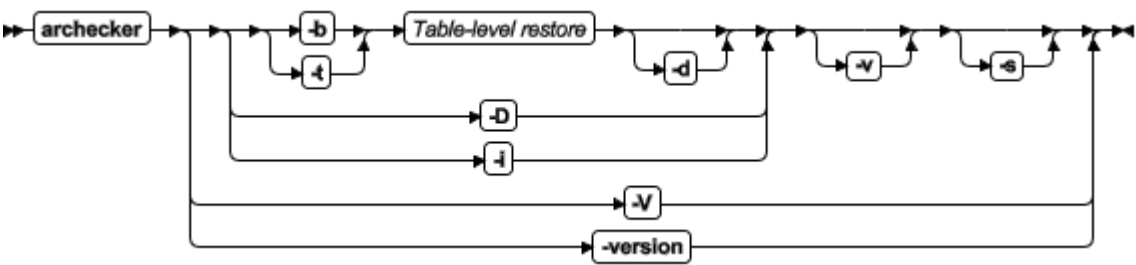 archecker -b Table-level restore
-t -d -v -s
-D
-i
-V
-version